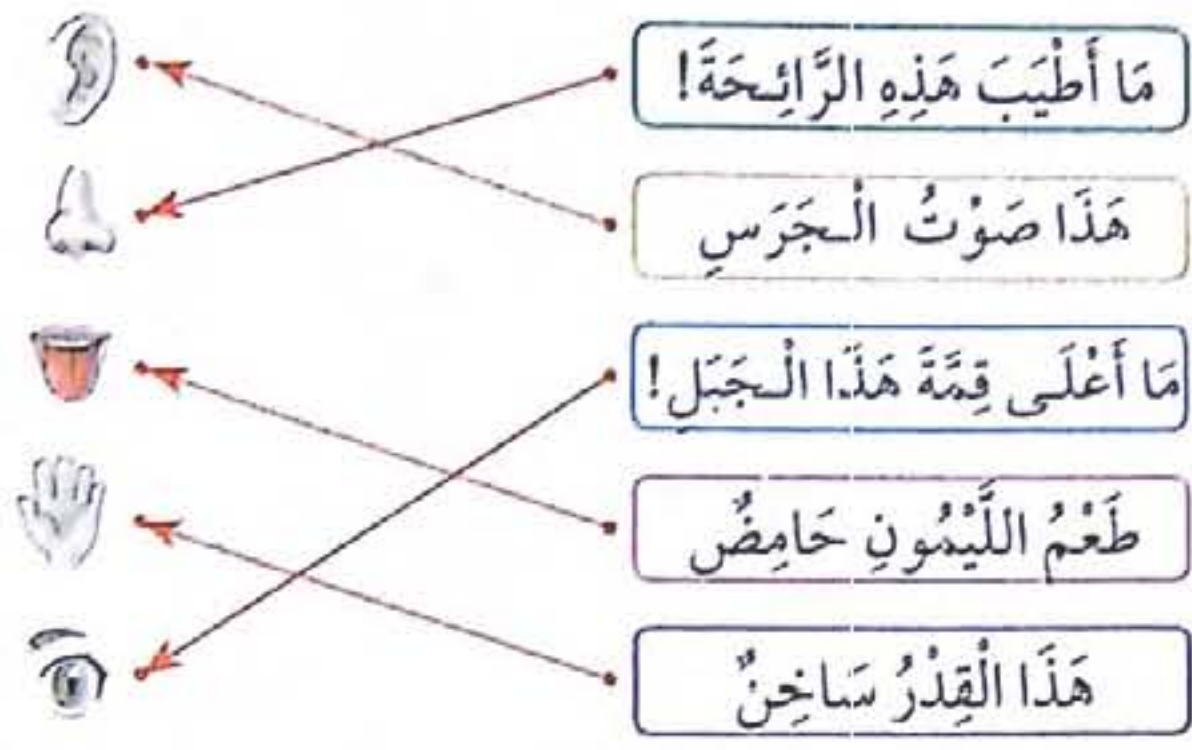 مَا أَطْيَبَ هَذِهِ الرَّائِحَةَ!
هَذَا صَوْتُ الْجَرَسِ
مَا أَعْلَى قِمَّةَ هَذَا الْجَبَلِ!
طَعْمُ اللَّيْمُونِ حَامِضٌ
هَذَا الْقِدْرُ سَاخِنٌ